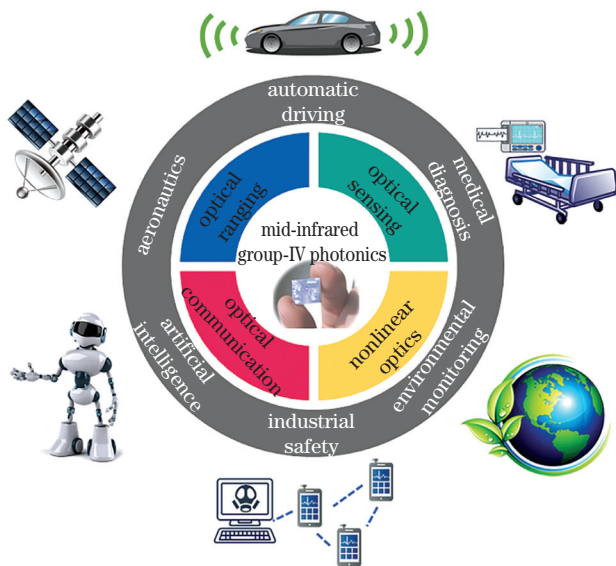 automatic
driving
medical
diagnosis
environmental
monitoring
industrial
safety
artificial
intelligence
aeronautics
optical
ranging
optical
sensing
nonlinear
optics
optical
communication
mid-infrared
group-IV photonics